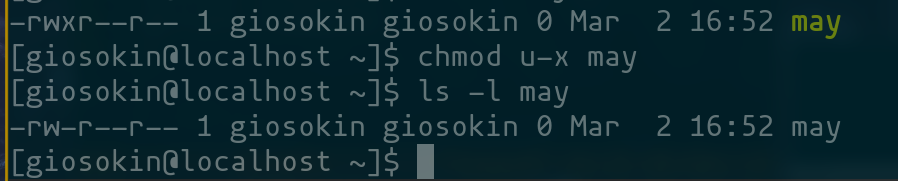 -rwxr--r-- 1 giosokin giosokin 0 Mar  2 16:52 may
[giosokin@localhost ~]$ chmod u-x may
[giosokin@localhost ~]$ ls -l may
-rw-r--r-- 1 giosokin giosokin 0 Mar  2 16:52 may
[giosokin@localhost ~]$